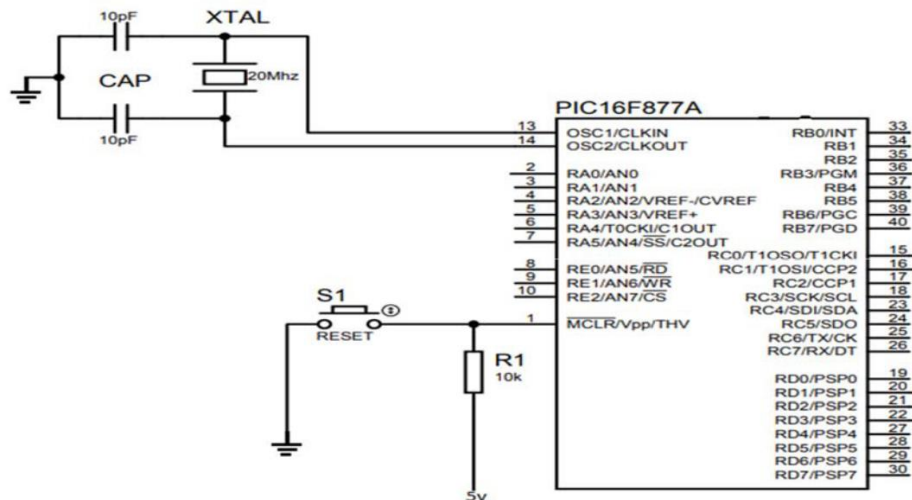 10pF
XTAL
CAP
20Mhz
10pF
PIC16F877A
13 OSC1/CLKIN RB0/INT 33
14 OSC2/CLKOUT RB1 34
RB2 35
2 RA0/AN0 RB3/PGM 36
3 RA1/AN1 RB4 37
4 RA2/AN2/VREF-/CVREF RB5 38
5 RA3/AN3/VREF+ RB6/PGC 39
6 RA4/T0CKI/C1OUT RB7/PGD 40
7 RA5/AN4/SS/C2OUT
RC0/T1OSO/T1CKI 15
8 RE0/AN5/RD RC1/T1OSI/CCP2 16
9 RE1/AN6/WR RC2/CCP1 17
10 RE2/AN7/CS RC3/SCK/SCL 18
RC4/SDI/SDA 23
S1
RESET
1 MCLR/Vpp/THV RC5/SDO 24
RC6/TX/CK 25
RC7/RX/DT 26
R1
10k
RD0/PSP0 19
RD1/PSP1 20
RD2/PSP2 21
RD3/PSP3 22
RD4/PSP4 27
RD5/PSP5 28
RD6/PSP6 29
RD7/PSP7 30
5v